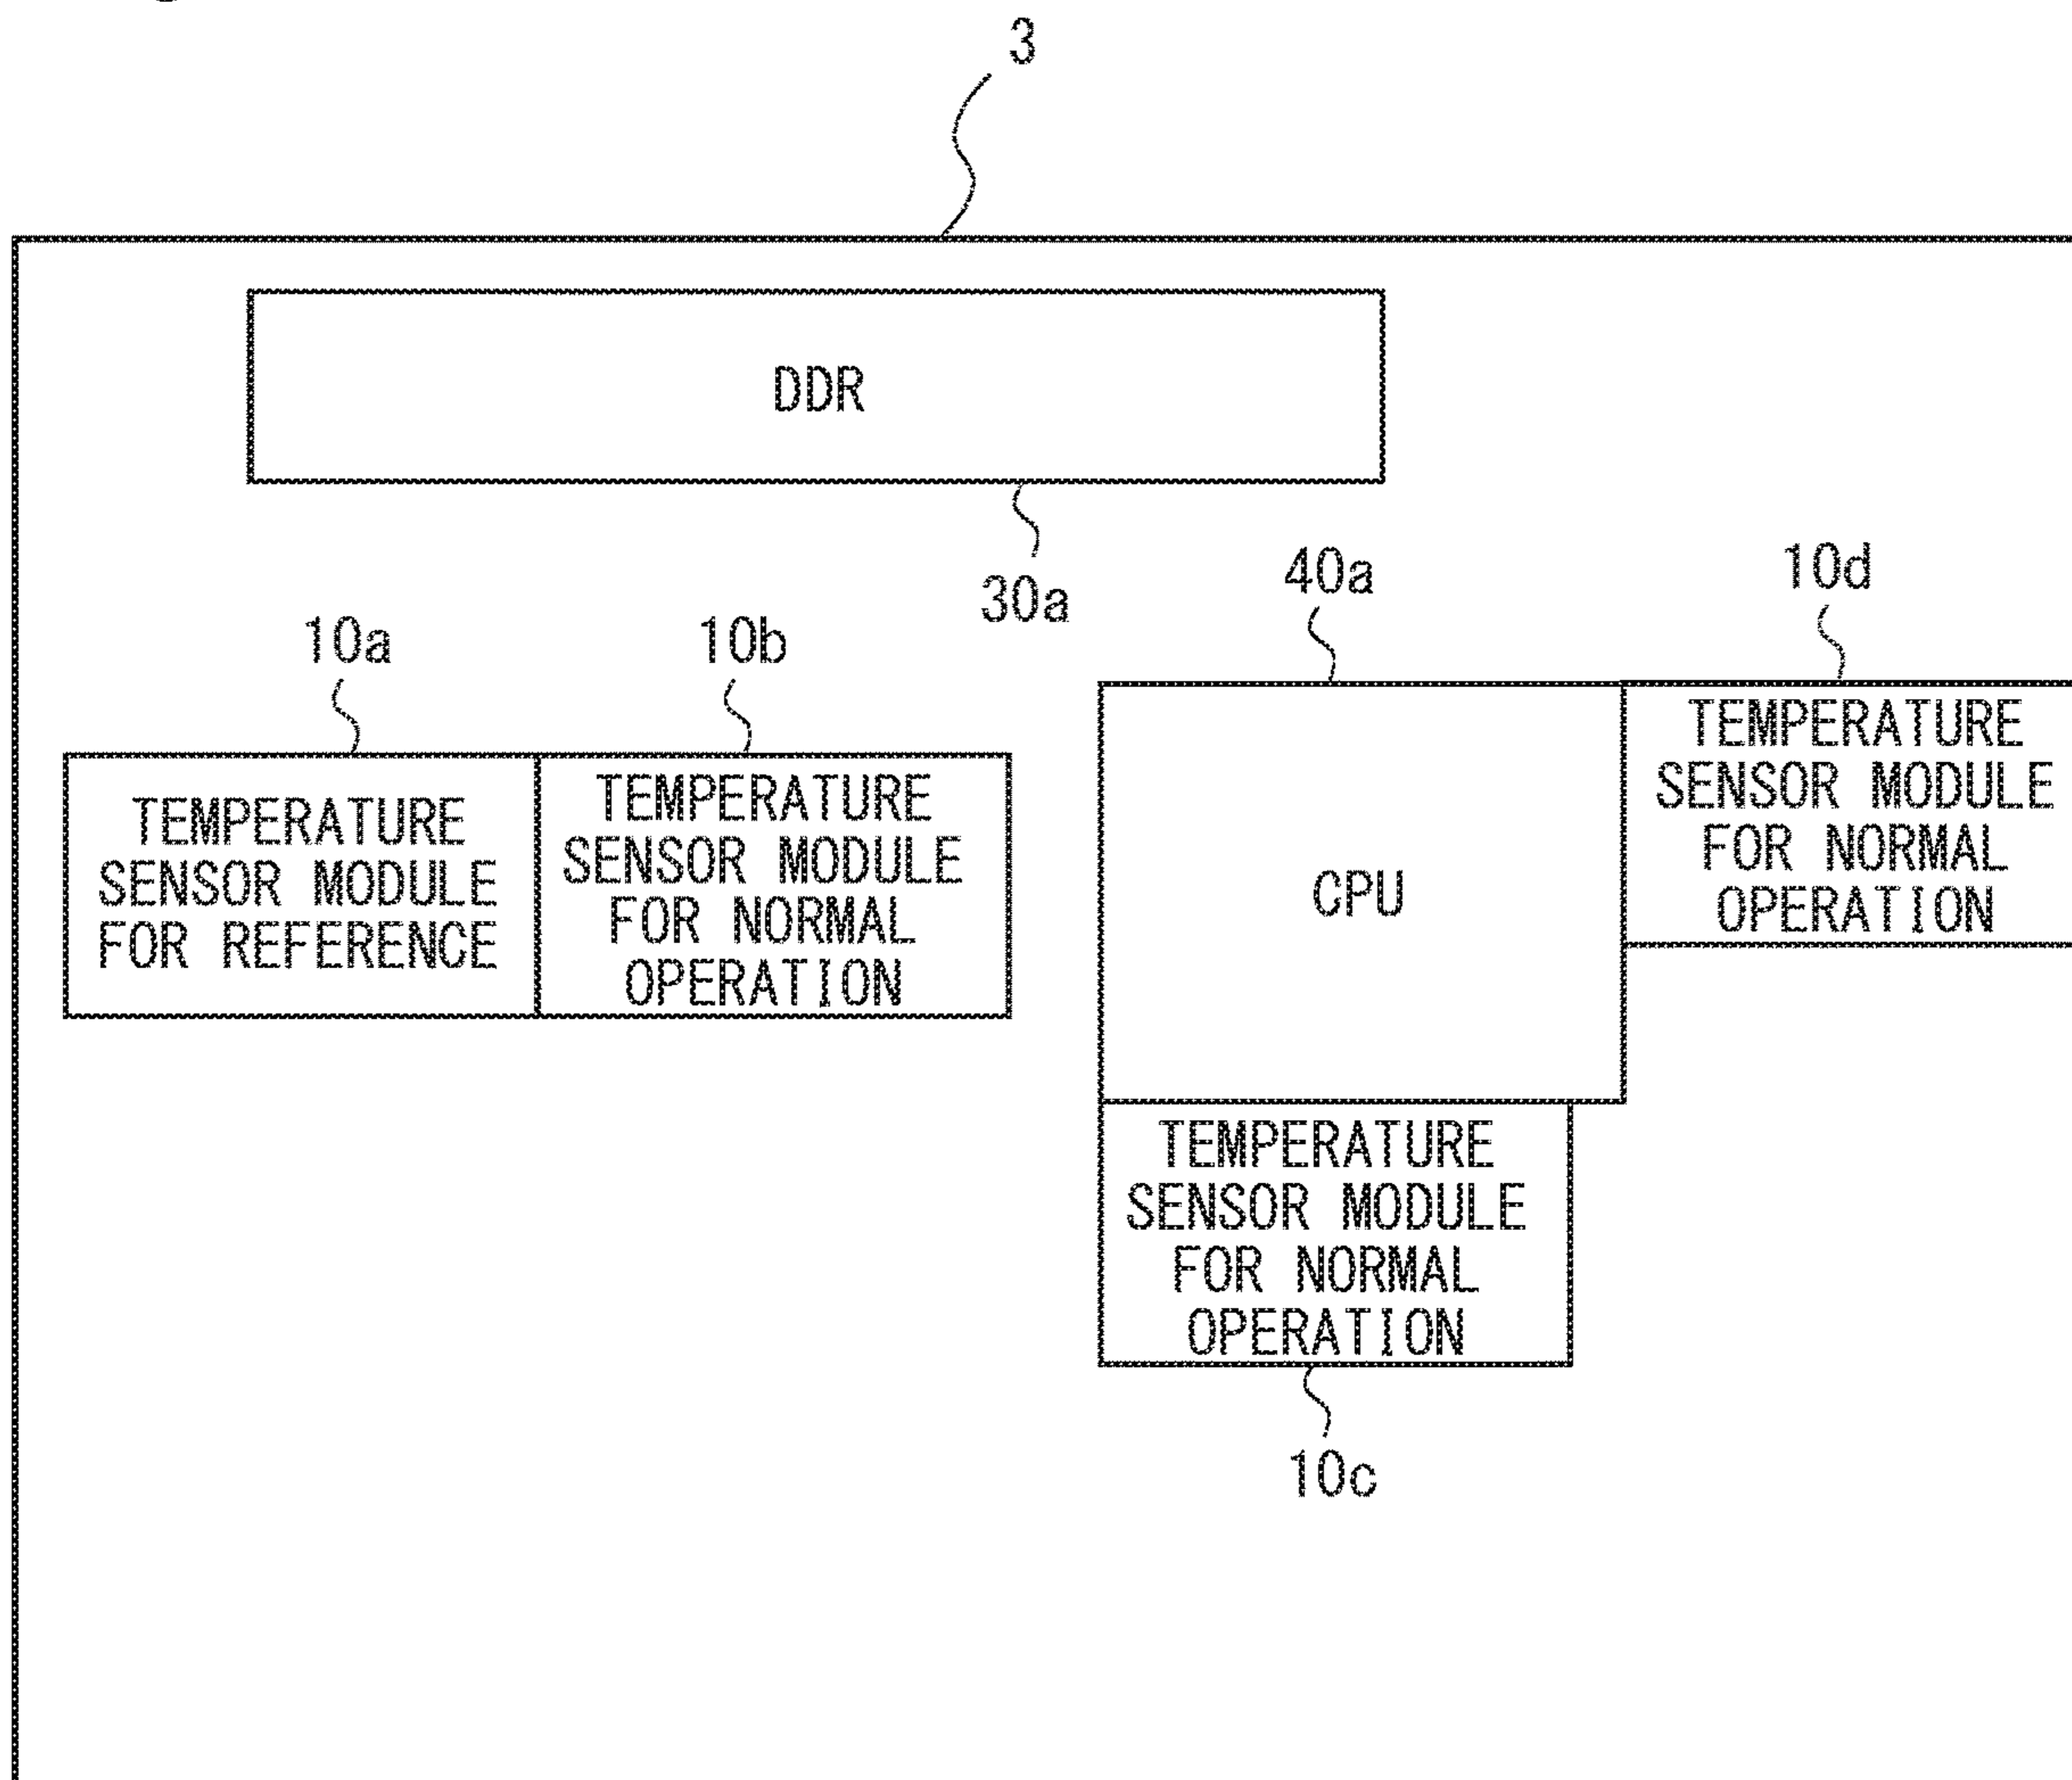 3
DDR
30a
40a
10d
10a
10b
TEMPERATURE
SENSOR MODULE
FOR REFERENCE
TEMPERATURE
SENSOR MODULE
FOR NORMAL
OPERATION
CPU
TEMPERATURE
SENSOR MODULE
FOR NORMAL
OPERATION
TEMPERATURE
SENSOR MODULE
FOR NORMAL
OPERATION
10c